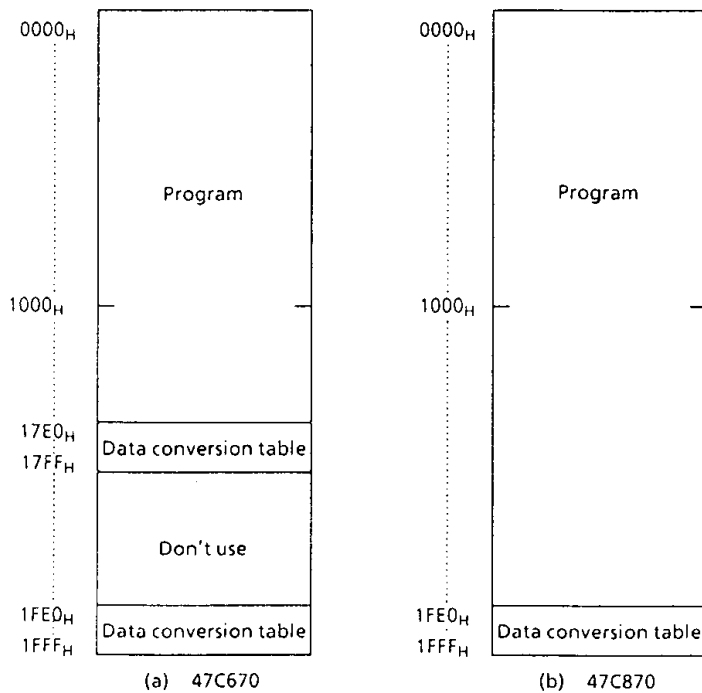 0000H
Program
1000H
17E0H
Data conversion table
17FFH
Don't use
1FE0H
Data conversion table
1FFFH
(a) 47C670
0000H
Program
1000H
1FE0H
Data conversion table
1FFFH
(b) 47C870